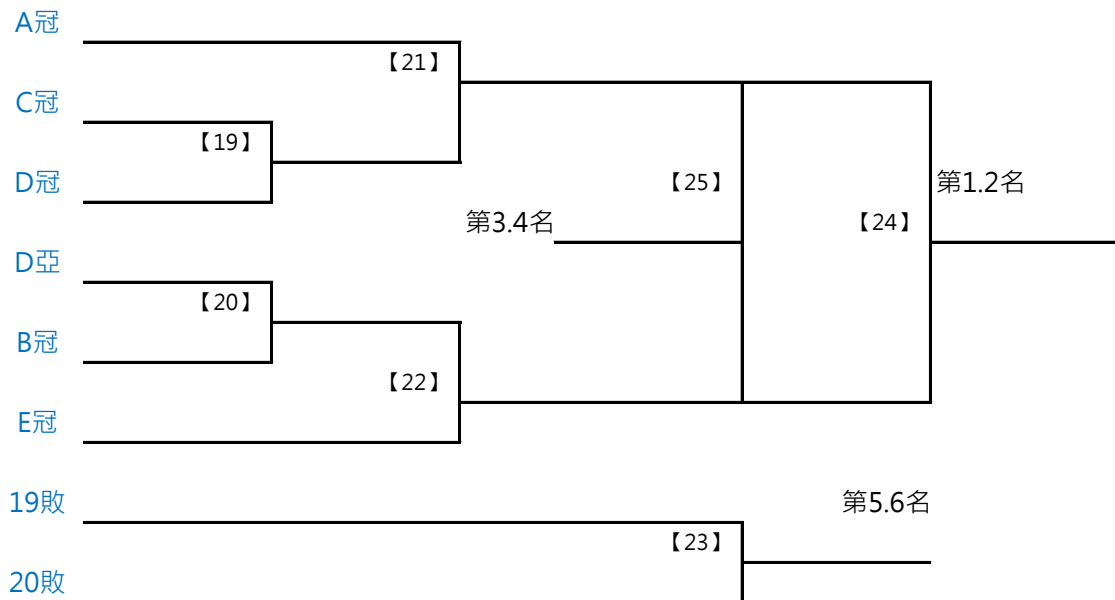 A冠
【21】
C冠
【19】
D冠
【25】
第1.2名
第3.4名
【24】
D亞
【20】
B冠
【22】
E冠
19敗
第5.6名
【23】
20敗